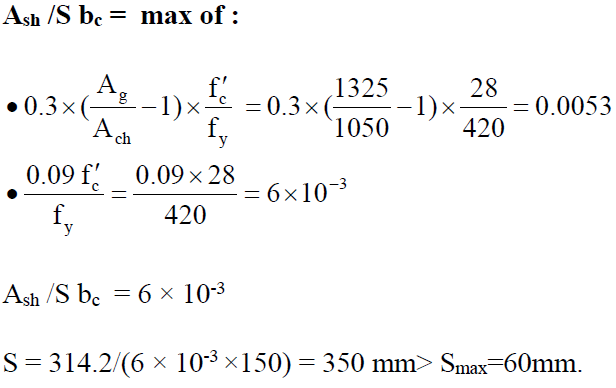 Ash /S bc = max of :
• 0.3×(Ag/Ach −1)× f′c/fy = 0.3×(1325/1050 −1)× 28/420 = 0.0053
• 0.09 f′c/fy = 0.09×28/420 = 6×10⁻³
Ash /S bc = 6 × 10⁻³
S = 314.2/(6 × 10⁻³ ×150) = 350 mm> Smax=60mm.